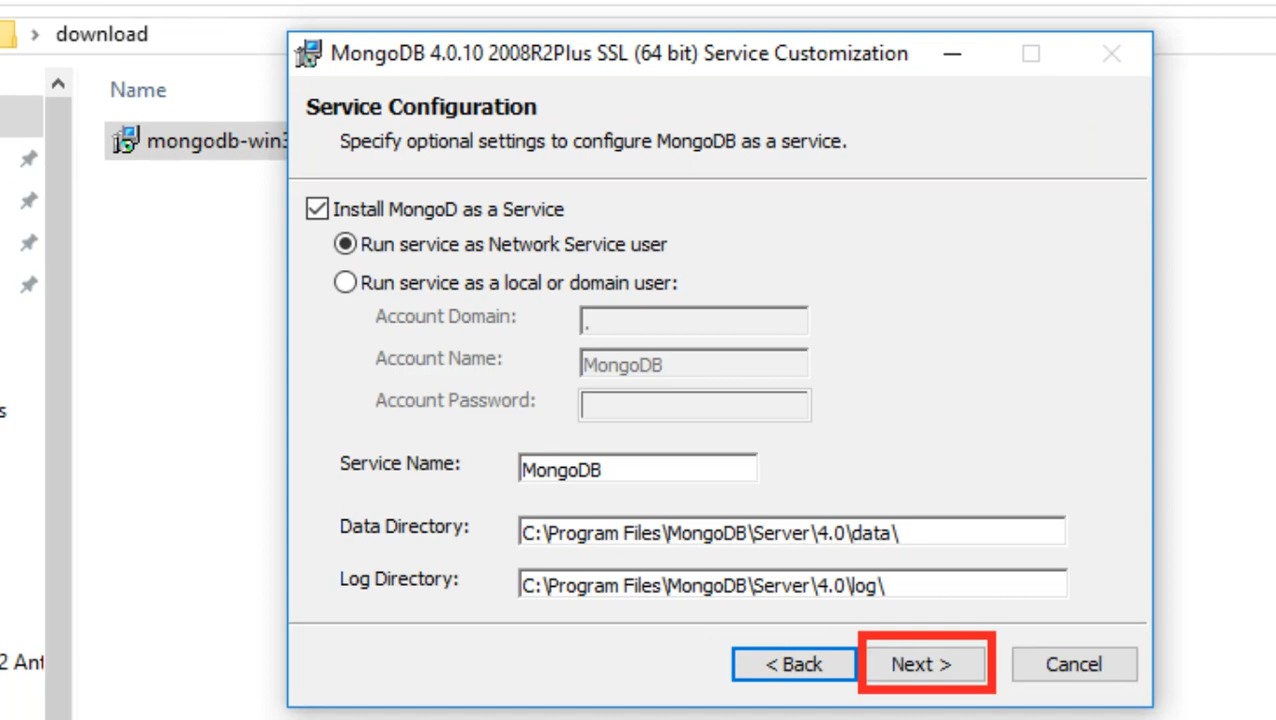 download
MongoDB 4.0.10 2008R2Plus SSL (64 bit) Service Customization
Name
Service Configuration
mongodb-win3
Specify optional settings to configure MongoDB as a service.
Install MongoD as a Service
Run service as Network Service user
Run service as a local or domain user:
Account Domain: .
Account Name: MongoDB
Account Password:
s
Service Name: MongoDB
Data Directory: C:\Program Files\MongoDB\Server\4.0\data\
Log Directory: C:\Program Files\MongoDB\Server\4.0\log\
2 Ant
< Back Next > Cancel